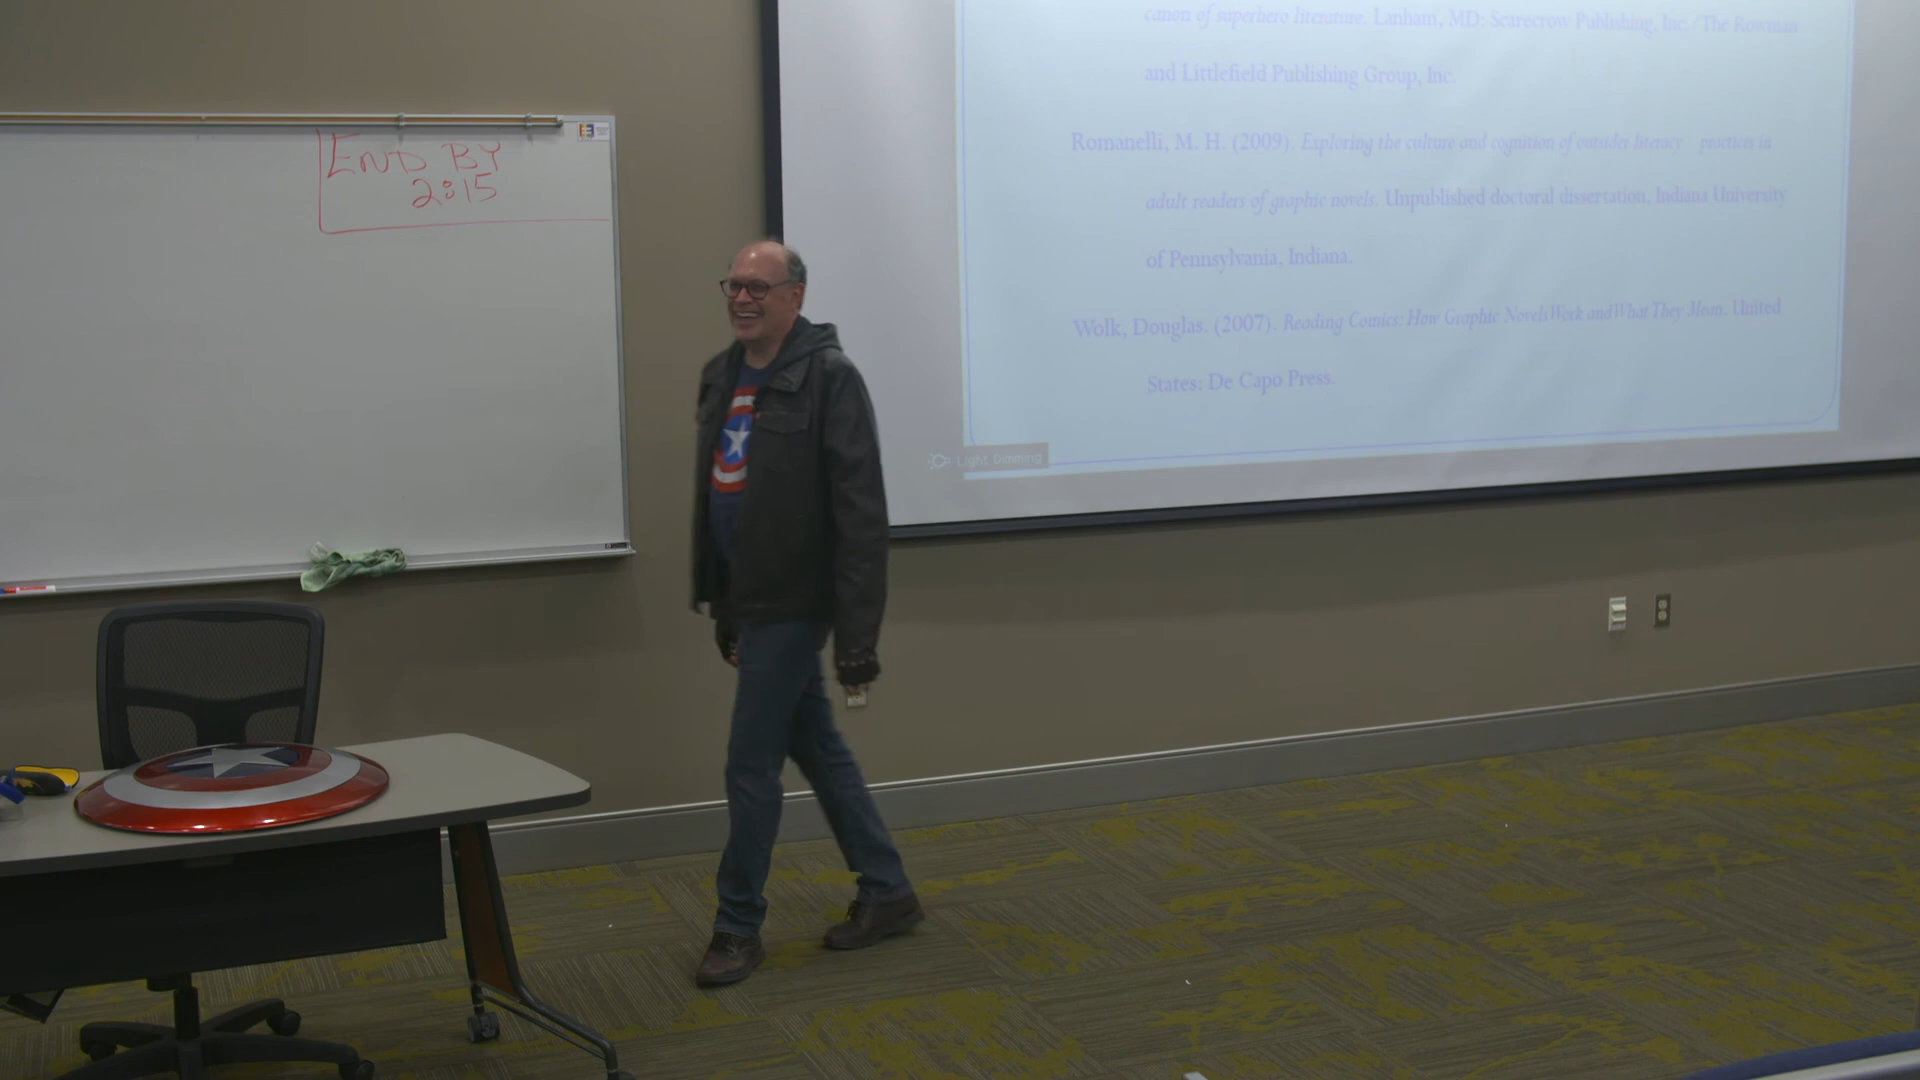 END BY
2:15
canon of superhero literature. Lanham, MD: Scarecrow Publishing, Inc. / The Rowman
and Littlefield Publishing Group, Inc.
Romanelli, M. H. (2009). Exploring the culture and cognition of outsider literacy practices in
adult readers of graphic novels. Unpublished doctoral dissertation, Indiana University
of Pennsylvania, Indiana.
Wolk, Douglas. (2007). Reading Comics: How Graphic Novels Work and What They Mean. United
States: De Capo Press.
Light Dimming